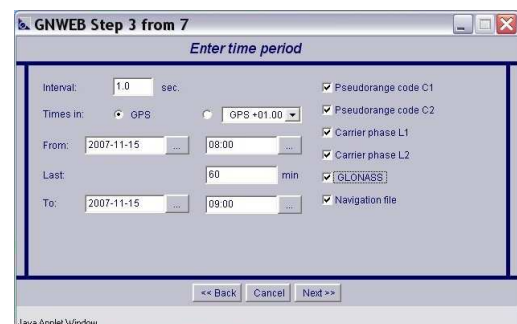 GNWEB Step 3 from 7
Enter time period
Interval: 1.0 sec.
Times in: GPS GPS +01.00
From: 2007-11-15 ... 08:00 ...
Last: 60 min
To: 2007-11-15 ... 09:00 ...
Pseudorange code C1
Pseudorange code C2
Carrier phase L1
Carrier phase L2
GLONASS
Navigation file
<< Back Cancel Next >>
Java Applet Window